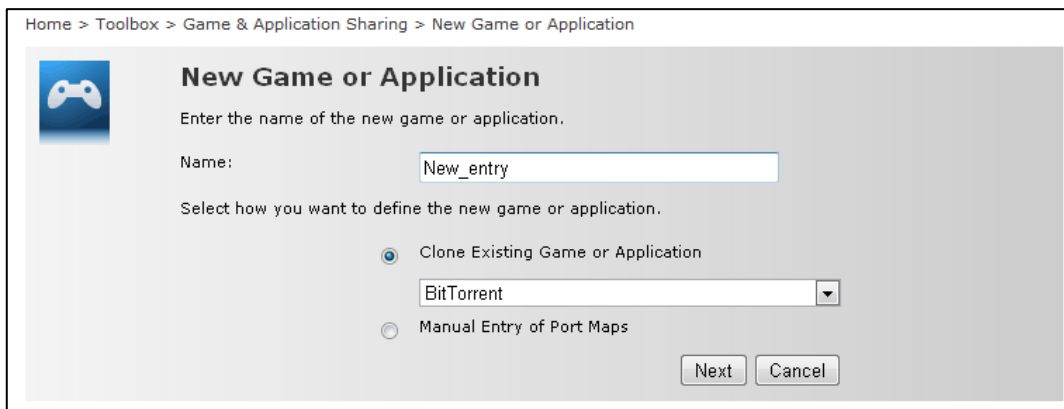 Home > Toolbox > Game & Application Sharing > New Game or Application
New Game or Application
Enter the name of the new game or application.
Name: New_entry
Select how you want to define the new game or application.
Clone Existing Game or Application
BitTorrent
Manual Entry of Port Maps
Next Cancel